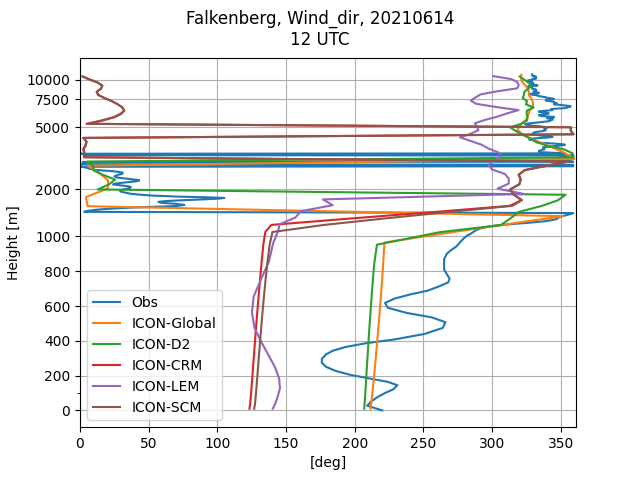 Falkenberg, Wind_dir, 20210614
12 UTC
10000
7500
5000
2000
1000
800
600
400
200
0
Height [m]
Obs
ICON-Global
ICON-D2
ICON-CRM
ICON-LEM
ICON-SCM
0 50 100 150 200 250 300 350
[deg]